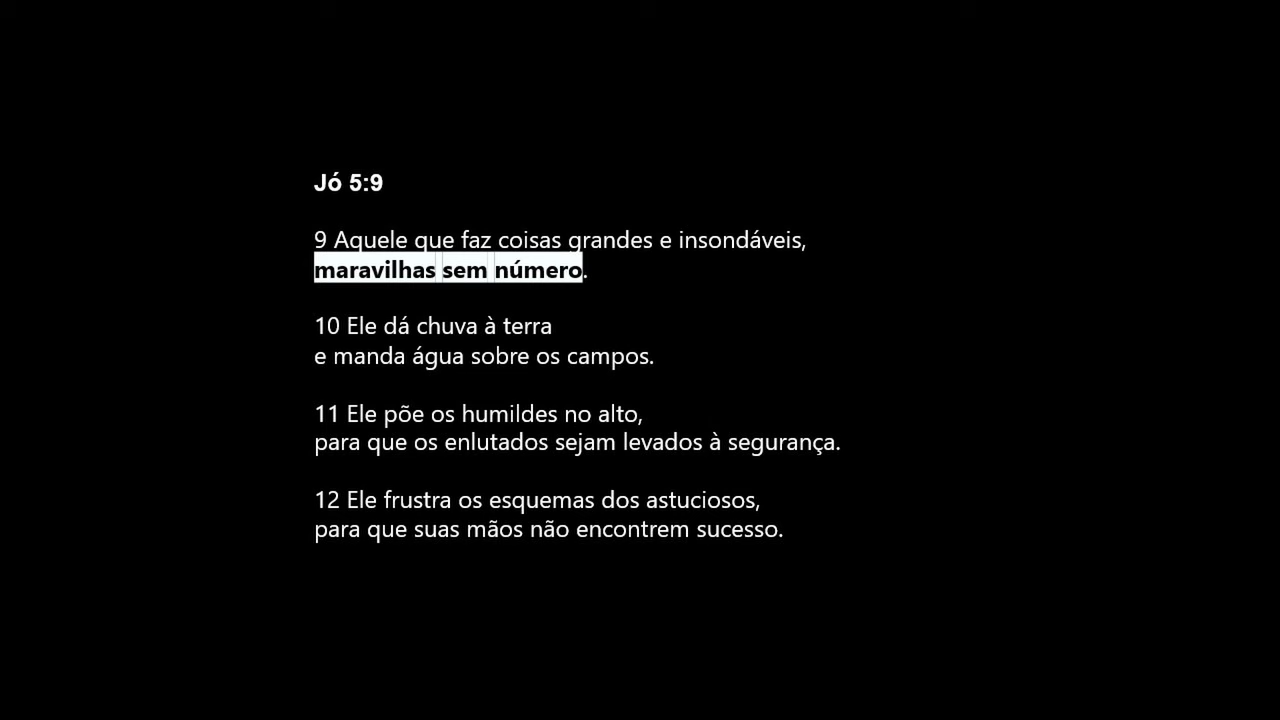 Jó 5:9
9 Aquele que faz coisas grandes e insondáveis,
maravilhas sem número.
10 Ele dá chuva à terra
e manda água sobre os campos.
11 Ele põe os humildes no alto,
para que os enlutados sejam levados à segurança.
12 Ele frustra os esquemas dos astuciosos,
para que suas mãos não encontrem sucesso.